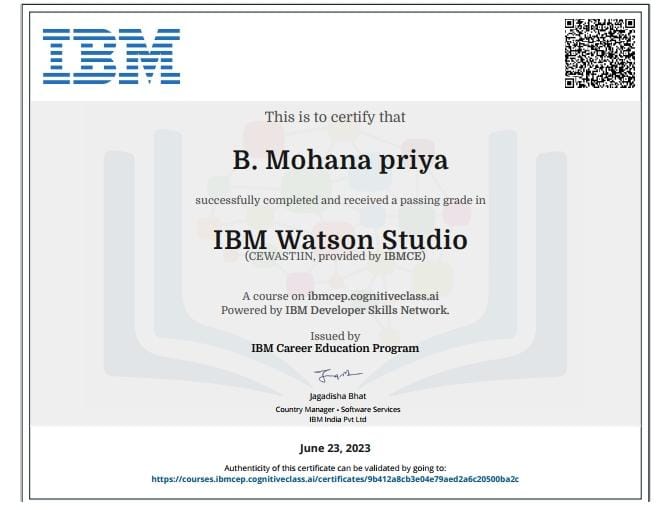 IBM
This is to certify that
B. Mohana priya
successfully completed and received a passing grade in
IBM Watson Studio
(CEWAST1IN, provided by IBMCE)
A course on ibmcep.cognitiveclass.ai
Powered by IBM Developer Skills Network.
Issued by
IBM Career Education Program
Jagadisha Bhat
Country Manager • Software Services
IBM India Pvt Ltd
June 23, 2023
Authenticity of this certificate can be validated by going to:
https://courses.ibmcep.cognitiveclass.ai/certificates/9b412a8cb3e04e79aed2a6c20500ba2c